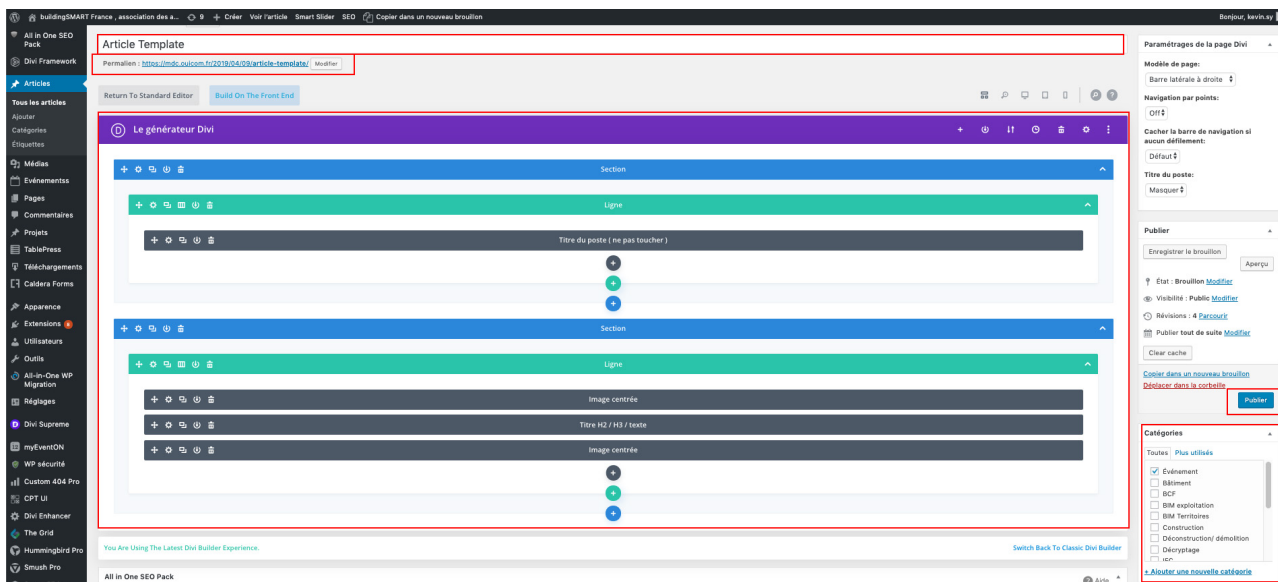 buildingSMART France , association des a... 9 + Créer Voir l'article Smart Slider SEO Copier dans un nouveau brouillon Bonjour, kevin.sy
All in One SEO
Pack
Divi Framework
Articles
Tous les articles
Ajouter
Catégories
Étiquettes
Médias
Evénementss
Pages
Commentaires
Projets
TablePress
Téléchargements
Caldera Forms
Apparence
Extensions 6
Utilisateurs
Outils
All-in-One WP
Migration
Réglages
Divi Supreme
myEventON
WP sécurité
Custom 404 Pro
CPT UI
Divi Enhancer
The Grid
Hummingbird Pro
Smush Pro
Article Template
Permalien : https://mdc.ouicom.fr/2019/04/09/article-template/ Modifier
Return To Standard Editor Build On The Front End
D Le générateur Divi
Section
Ligne
Titre du poste ( ne pas toucher )
Section
Ligne
Image centrée
Titre H2 / H3 / texte
Image centrée
You Are Using The Latest Divi Builder Experience. Switch Back To Classic Divi Builder
All in One SEO Pack Aide
Paramétrages de la page Divi
Modèle de page:
Barre latérale à droite
Navigation par points:
Off
Cacher la barre de navigation si
aucun défilement:
Défaut
Titre du poste:
Masquer
Publier
Enregistrer le brouillon
Aperçu
État : Brouillon Modifier
Visibilité : Public Modifier
Révisions : 4 Parcourir
Publier tout de suite Modifier
Clear cache
Copier dans un nouveau brouillon
Déplacer dans la corbeille
Publier
Catégories
Toutes Plus utilisés
Événement
Bâtiment
BCF
BIM exploitation
BIM Territoires
Construction
Déconstruction/ démolition
Décryptage
+ Ajouter une nouvelle catégorie